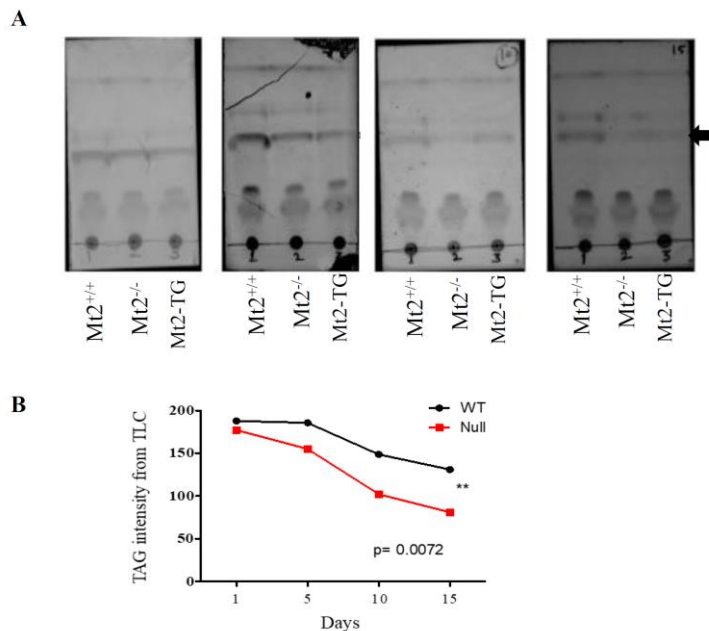 A
10
15
1 2 3
1 2
1 2 3
1 2 3
Mt2+/+ Mt2-/- Mt2-TG
Mt2+/+ Mt2-/- Mt2-TG
Mt2+/+ Mt2-/- Mt2-TG
Mt2+/+ Mt2-/- Mt2-TG
B
TAG intensity from TLC
200
150
100
50
0
WT
Null
**
p= 0.0072
1 5 10 15
Days